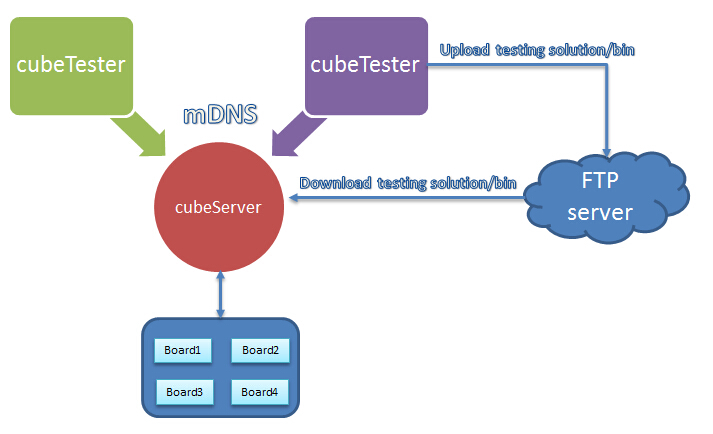 cubeTester
cubeTester
Upload testing solution/bin
mDNS
Download testing solution/bin
FTP
server
cubeServer
Board1
Board2
Board3
Board4